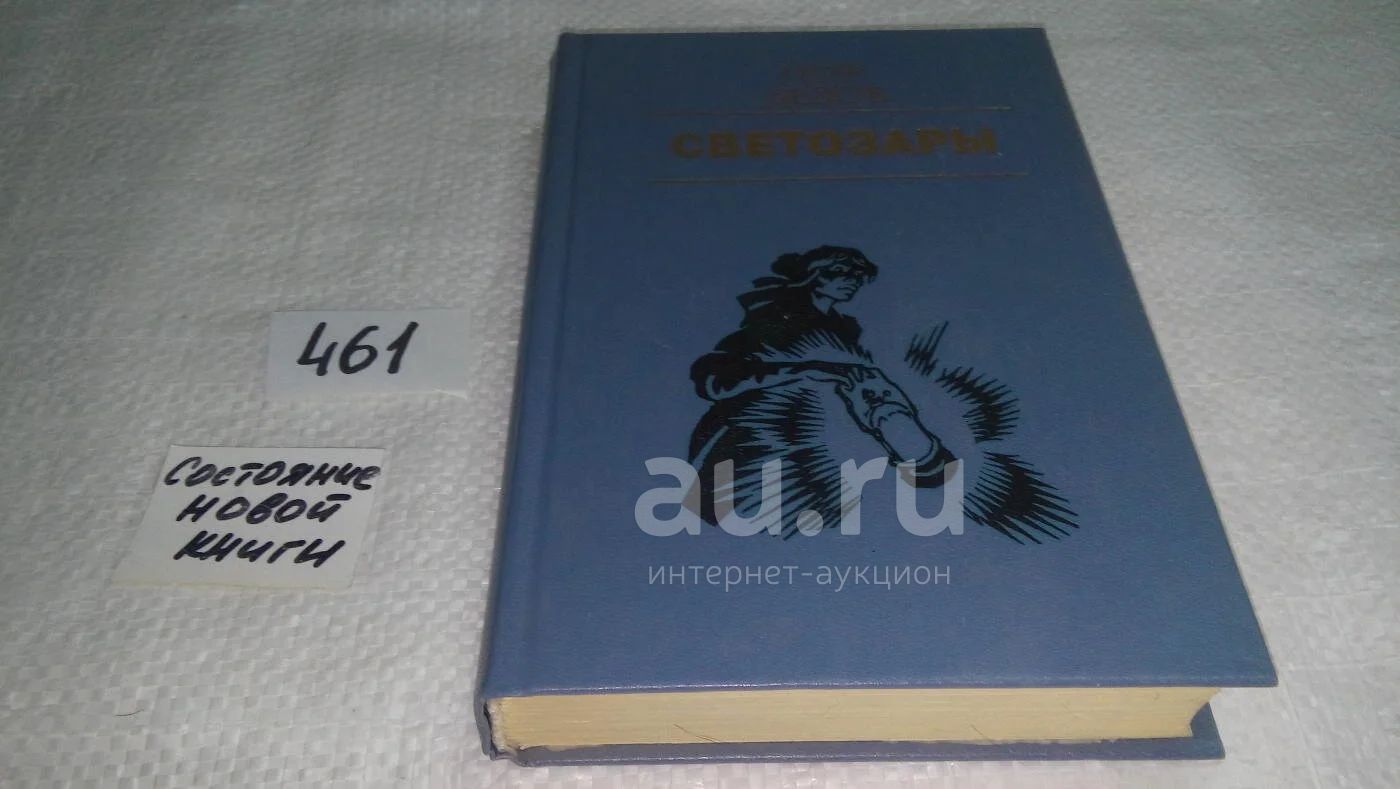 СВЕТОЗАРЫ
461
Состояние
новой
книги
au.ru
интернет-аукцион